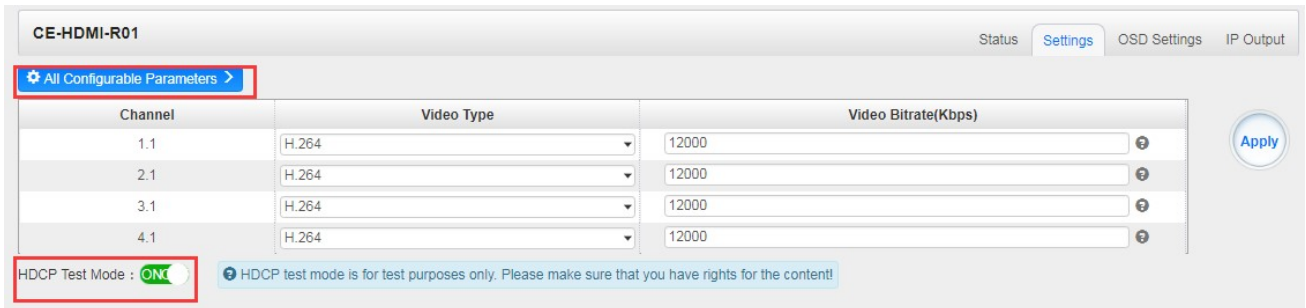 CE-HDMI-R01
Status Settings OSD Settings IP Output
All Configurable Parameters >
Channel Video Type Video Bitrate(Kbps)
1.1 H.264 12000
Apply
2.1 H.264 12000
3.1 H.264 12000
4.1 H.264 12000
HDCP Test Mode : ON
HDCP test mode is for test purposes only. Please make sure that you have rights for the content!